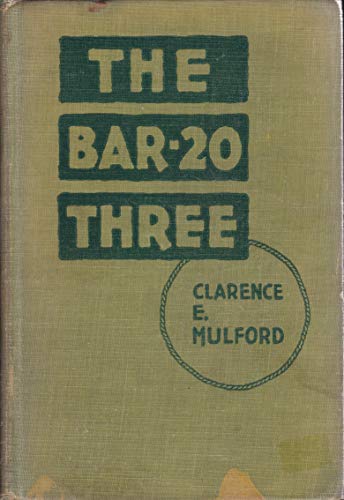 THE
BAR-20
THREE
CLARENCE
E.
MULFORD